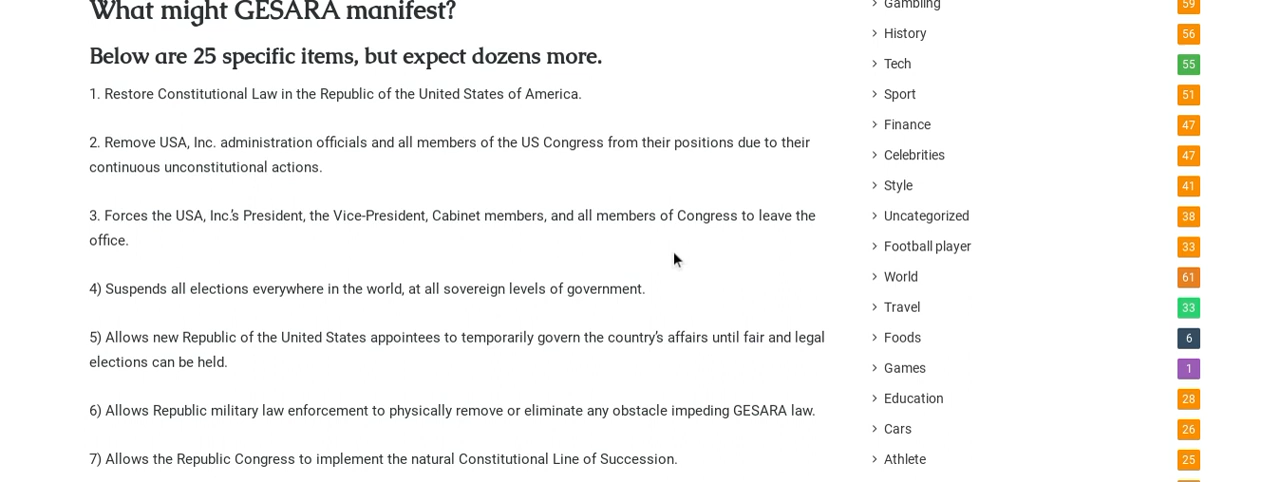 What might GESARA manifest?
Below are 25 specific items, but expect dozens more.
1. Restore Constitutional Law in the Republic of the United States of America.
2. Remove USA, Inc. administration officials and all members of the US Congress from their positions due to their
continuous unconstitutional actions.
3. Forces the USA, Inc.'s President, the Vice-President, Cabinet members, and all members of Congress to leave the
office.
4) Suspends all elections everywhere in the world, at all sovereign levels of government.
5) Allows new Republic of the United States appointees to temporarily govern the country's affairs until fair and legal
elections can be held.
6) Allows Republic military law enforcement to physically remove or eliminate any obstacle impeding GESARA law.
7) Allows the Republic Congress to implement the natural Constitutional Line of Succession.
Gambling 59
History 56
Tech 55
Sport 51
Finance 47
Celebrities 47
Style 41
Uncategorized 38
Football player 33
World 61
Travel 33
Foods 6
Games 1
Education 28
Cars 26
Athlete 25